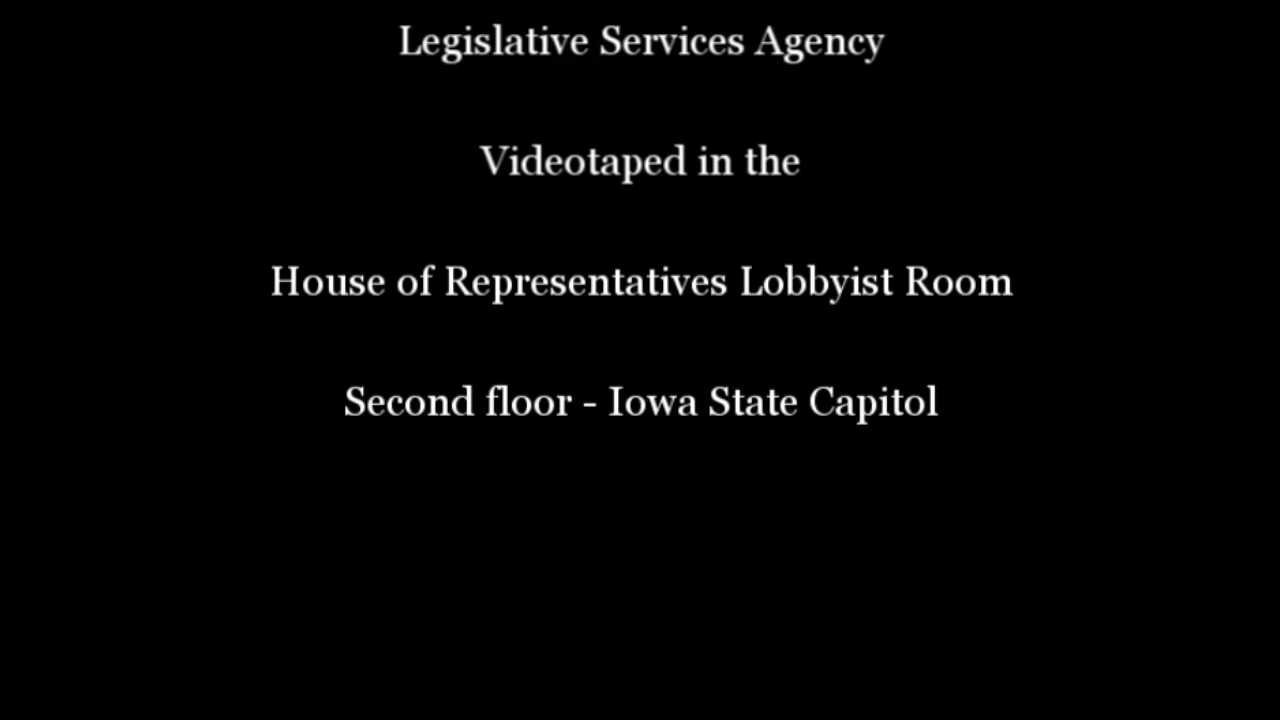 Legislative Services Agency
Videotaped in the
House of Representatives Lobbyist Room
Second floor - Iowa State Capitol